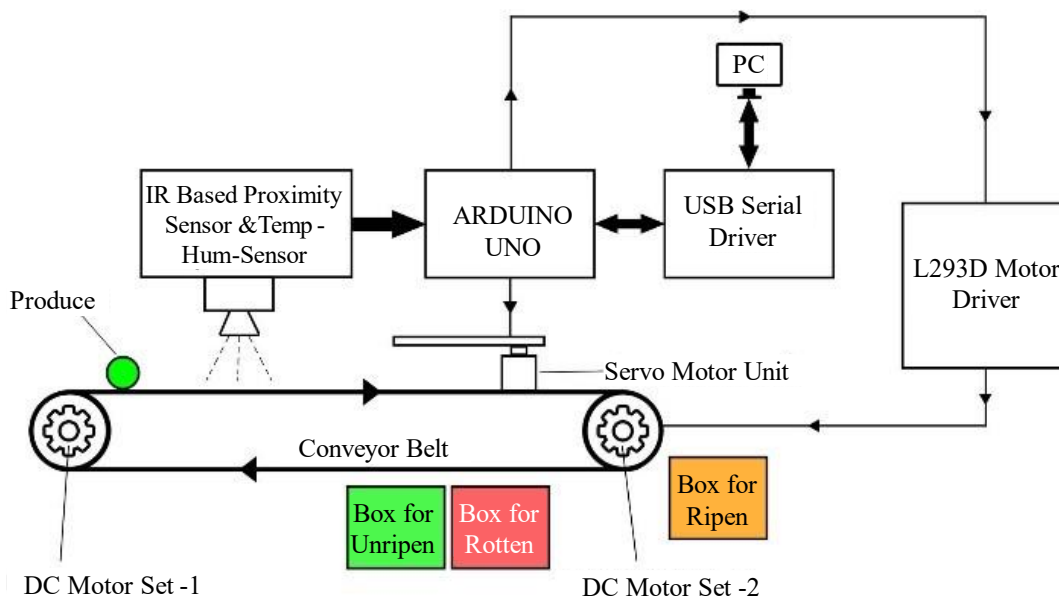 PC
IR Based Proximity
Sensor &Temp -
Hum-Sensor
ARDUINO
UNO
USB Serial
Driver
L293D Motor
Driver
Produce
Servo Motor Unit
Conveyor Belt
Box for
Unripen
Box for
Rotten
Box for
Ripen
DC Motor Set -1
DC Motor Set -2